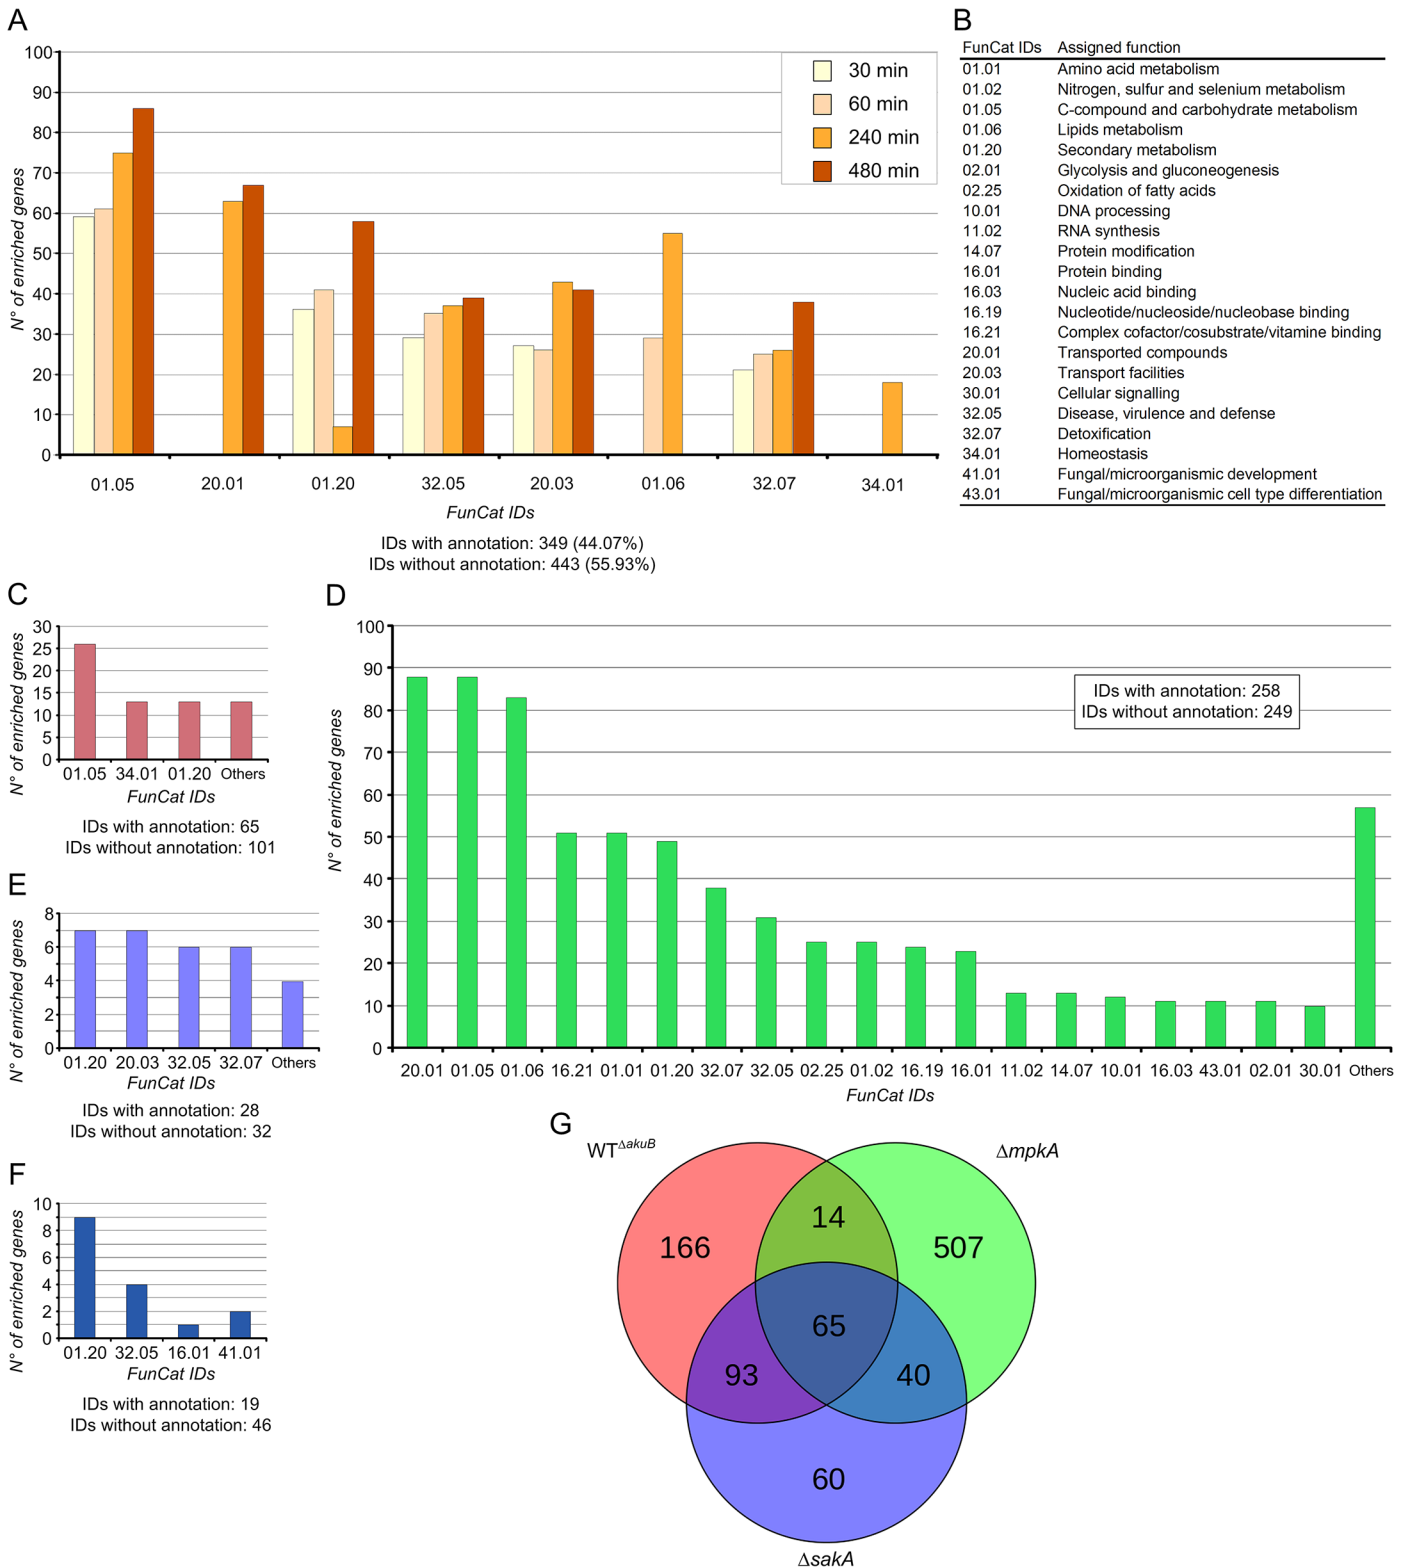 A
N° of enriched genes
100
90
80
70
60
50
40
30
20
10
0
30 min
60 min
240 min
480 min
01.05 20.01 01.20 32.05 20.03 01.06 32.07 34.01
FunCat IDs
IDs with annotation: 349 (44.07%)
IDs without annotation: 443 (55.93%)
B
FunCat IDs Assigned function
01.01 Amino acid metabolism
01.02 Nitrogen, sulfur and selenium metabolism
01.05 C-compound and carbohydrate metabolism
01.06 Lipids metabolism
01.20 Secondary metabolism
02.01 Glycolysis and gluconeogenesis
02.25 Oxidation of fatty acids
10.01 DNA processing
11.02 RNA synthesis
14.07 Protein modification
16.01 Protein binding
16.03 Nucleic acid binding
16.19 Nucleotide/nucleoside/nucleobase binding
16.21 Complex cofactor/cosubstrate/vitamine binding
20.01 Transported compounds
20.03 Transport facilities
30.01 Cellular signalling
32.05 Disease, virulence and defense
32.07 Detoxification
34.01 Homeostasis
41.01 Fungal/microorganismic development
43.01 Fungal/microorganismic cell type differentiation
C
N° of enriched genes
30
25
20
15
10
5
0
01.05 34.01 01.20 Others
FunCat IDs
IDs with annotation: 65
IDs without annotation: 101
D
N° of enriched genes
100
90
80
70
60
50
40
30
20
10
0
IDs with annotation: 258
IDs without annotation: 249
20.01 01.05 01.06 16.21 01.01 01.20 32.07 32.05 02.25 01.02 16.19 16.01 11.02 14.07 10.01 16.03 43.01 02.01 30.01 Others
FunCat IDs
E
N° of enriched genes
8
6
4
2
0
01.20 20.03 32.05 32.07 Others
FunCat IDs
IDs with annotation: 28
IDs without annotation: 32
F
N° of enriched genes
10
8
6
4
2
0
01.20 32.05 16.01 41.01
FunCat IDs
IDs with annotation: 19
IDs without annotation: 46
G
WTΔakuB
ΔmpkA
14
166
507
65
93
40
60
ΔsakA